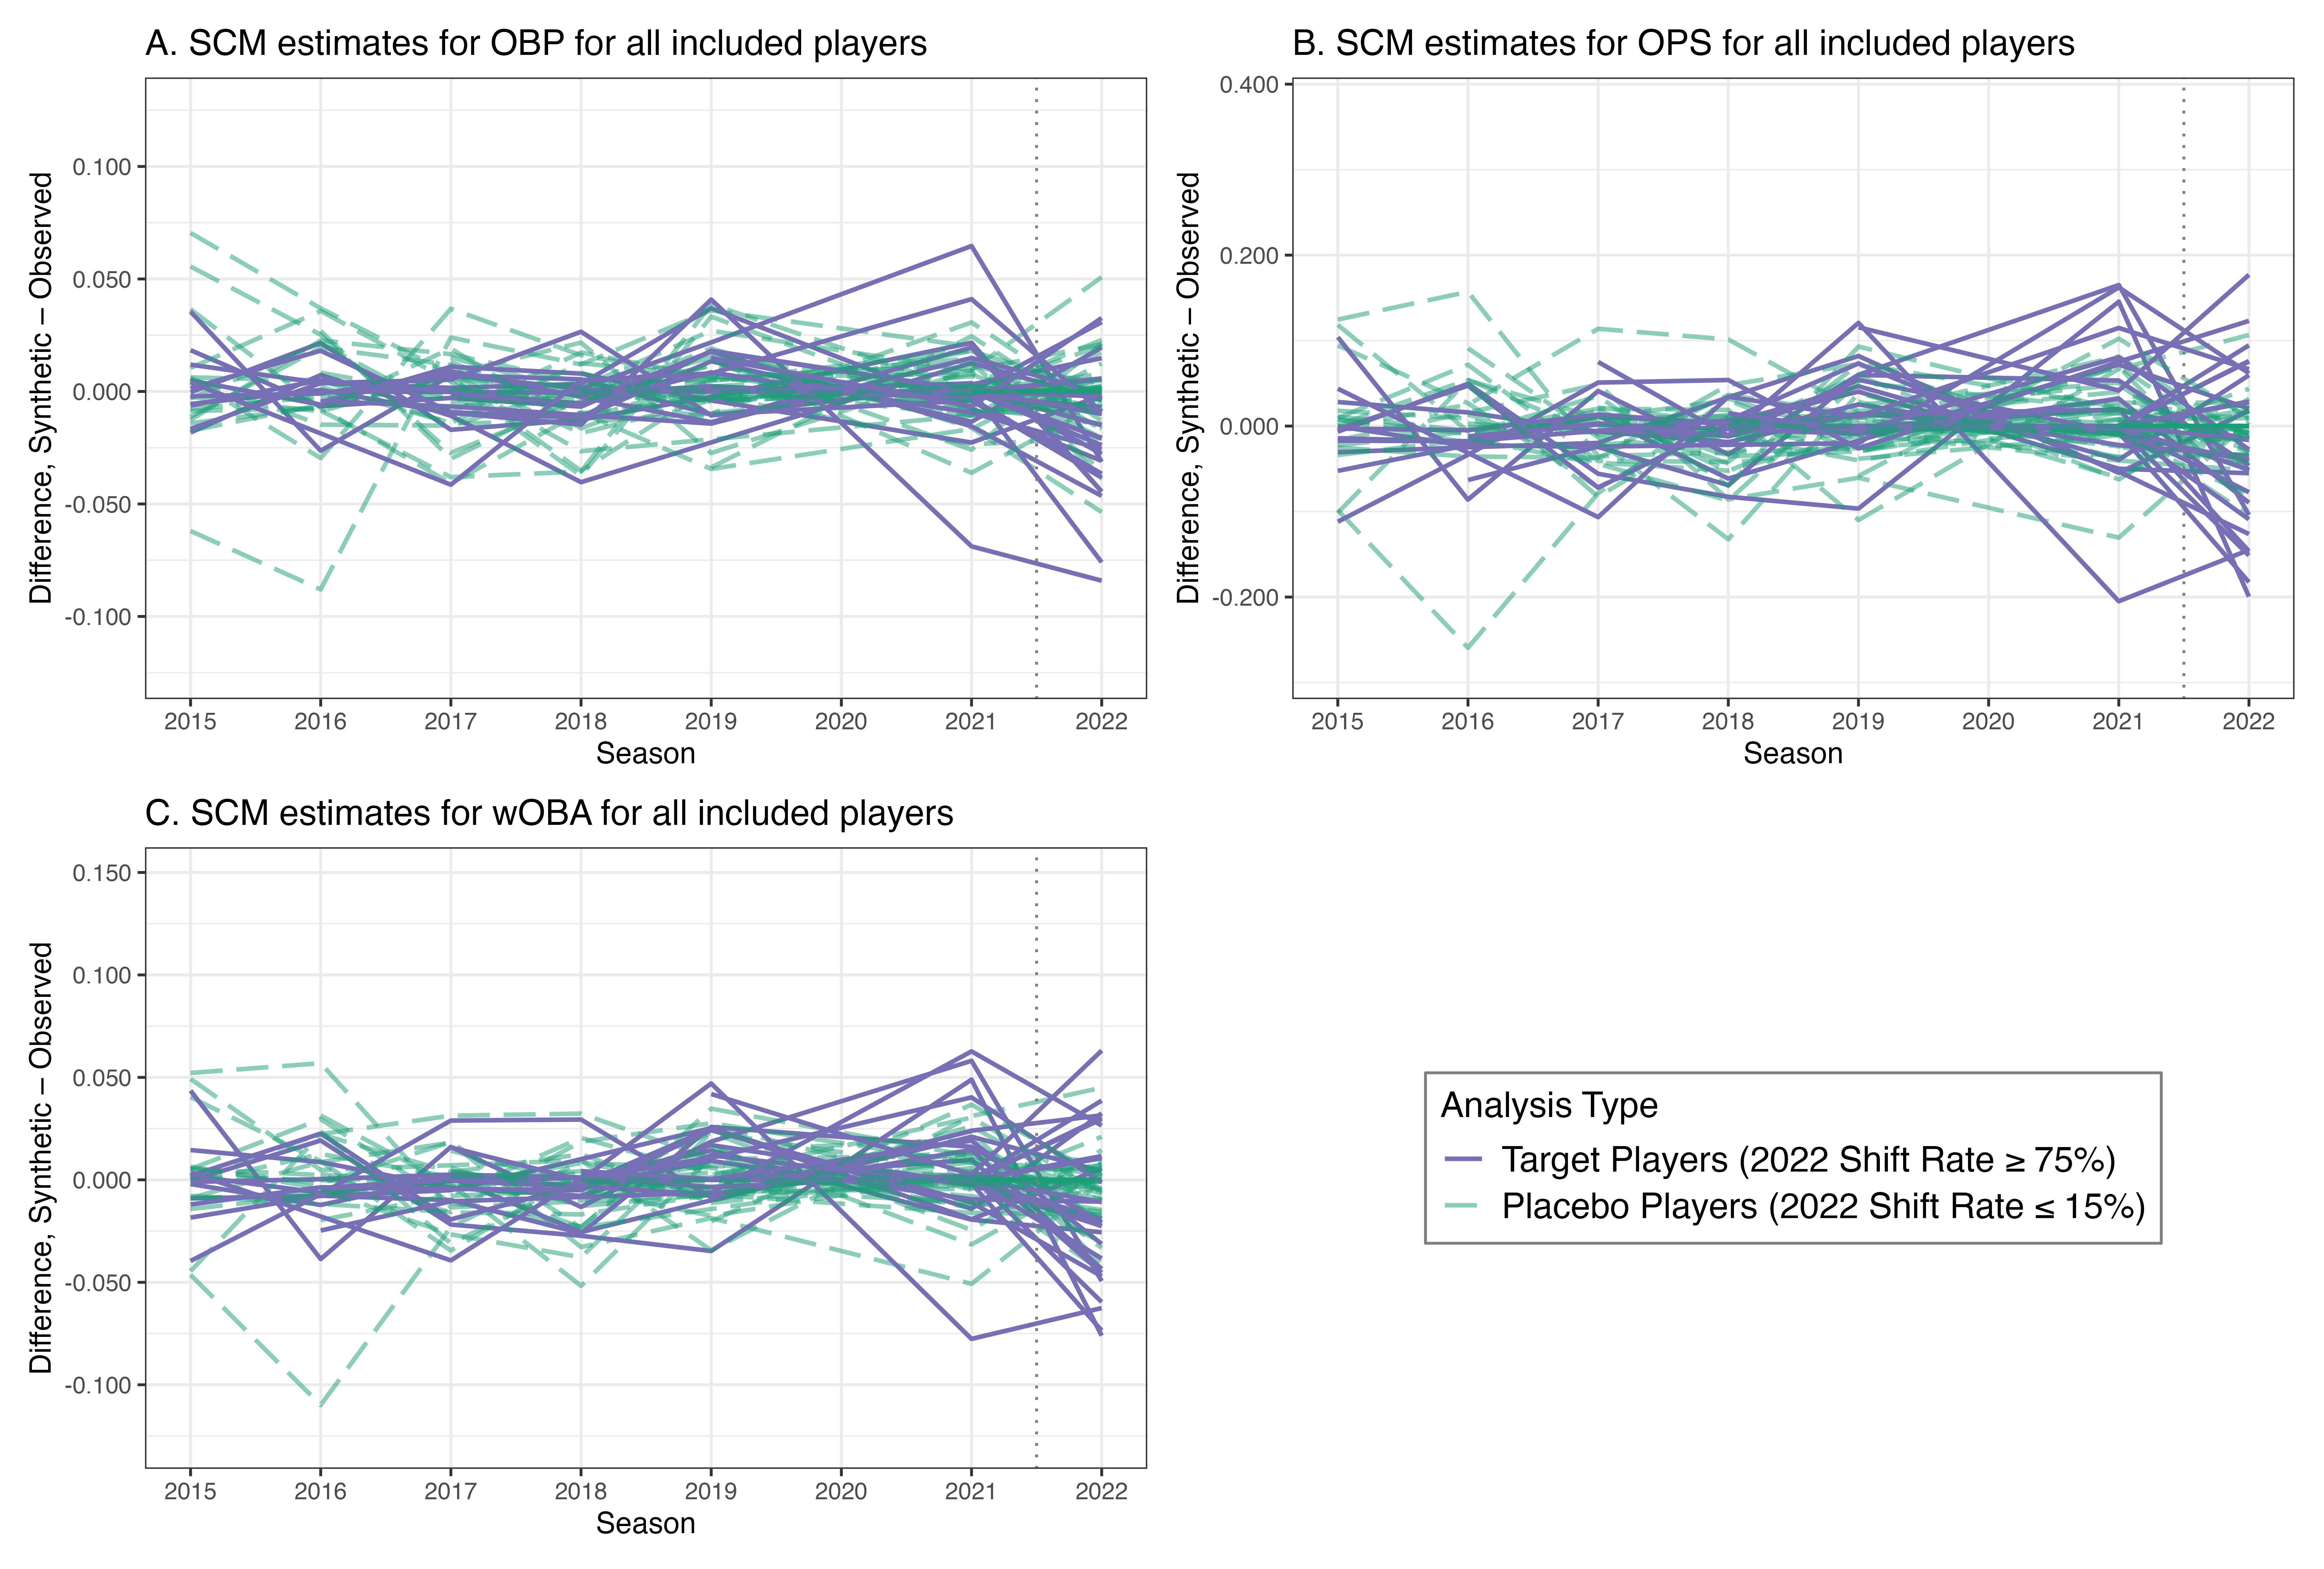 A. SCM estimates for OBP for all included players
Difference, Synthetic − Observed
0.100
0.050
0.000
-0.050
-0.100
2015 2016 2017 2018 2019 2020 2021 2022
Season
B. SCM estimates for OPS for all included players
Difference, Synthetic − Observed
0.400
0.200
0.000
-0.200
2015 2016 2017 2018 2019 2020 2021 2022
Season
C. SCM estimates for wOBA for all included players
Difference, Synthetic − Observed
0.150
0.100
0.050
0.000
-0.050
-0.100
2015 2016 2017 2018 2019 2020 2021 2022
Season
Analysis Type
Target Players (2022 Shift Rate ≥ 75%)
Placebo Players (2022 Shift Rate ≤ 15%)